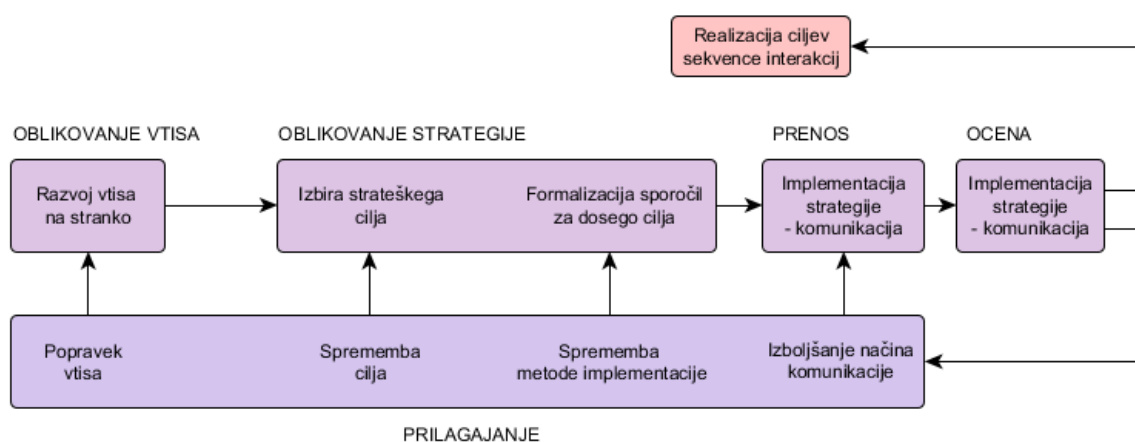 Realizacija ciljev
sekvence interakcij
OBLIKOVANJE VTISA
OBLIKOVANJE STRATEGIJE
PRENOS
OCENA
Razvoj vtisa
na stranko
Izbira strateškega
cilja
Formalizacija sporočil
za dosego cilja
Implementacija
strategije
- komunikacija
Implementacija
strategije
- komunikacija
Popravek
vtisa
Sprememba
cilja
Sprememba
metode implementacije
Izboljšanje načina
komunikacije
PRILAGAJANJE